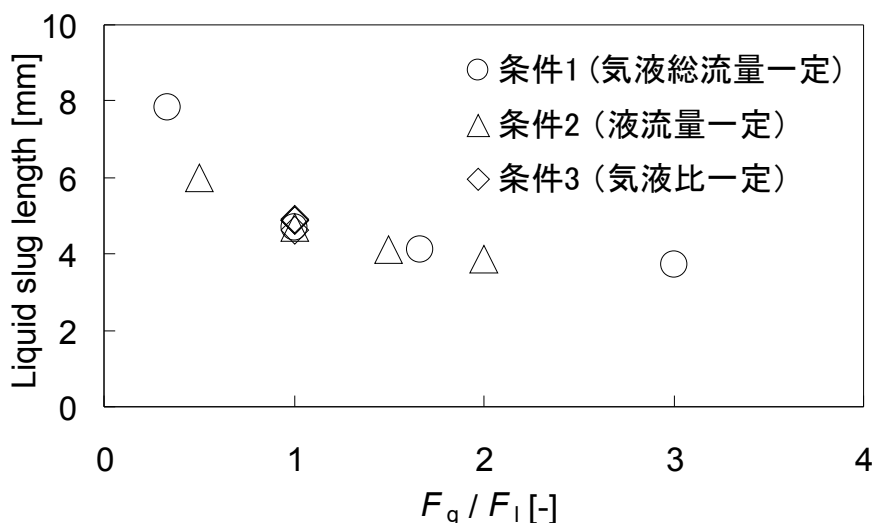 10
8
6
4
2
0
Liquid slug length [mm]
○ 条件1 (気液総流量一定)
△ 条件2 (液流量一定)
◇ 条件3 (気液比一定)
0 1 2 3 4
Fg / Fl [-]